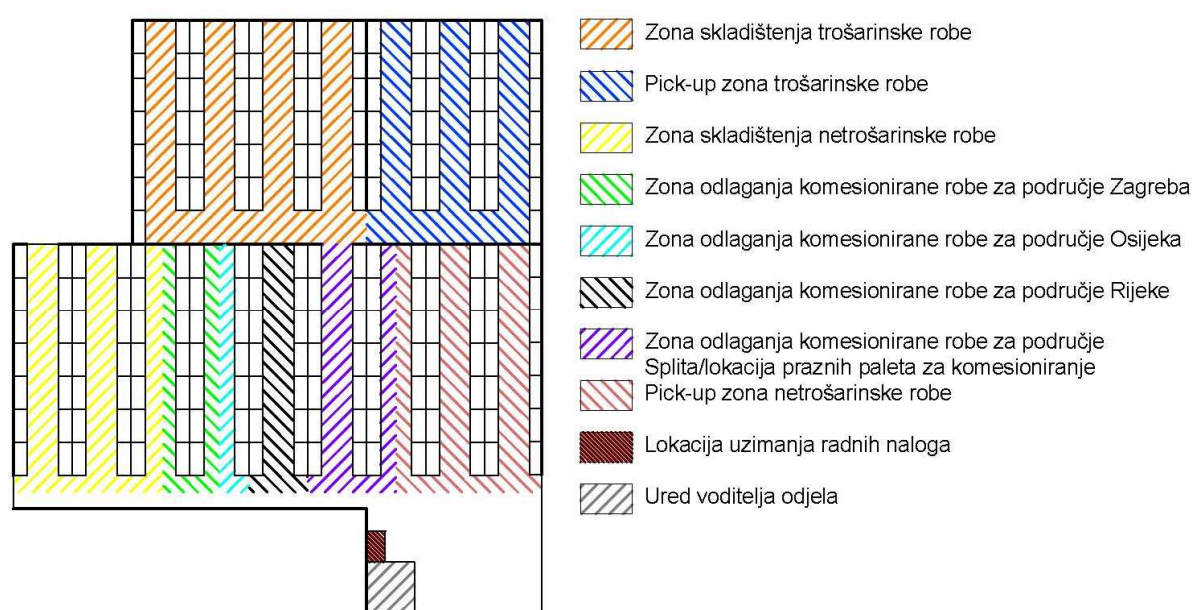 Zona skladištenja trošarinske robe
Pick-up zona trošarinske robe
Zona skladištenja netrošarinske robe
Zona odlaganja komesionirane robe za područje Zagreba
Zona odlaganja komesionirane robe za područje Osijeka
Zona odlaganja komesionirane robe za područje Rijeke
Zona odlaganja komesionirane robe za područje
Splita/lokacija praznih paleta za komesioniranje
Pick-up zona netrošarinske robe
Lokacija uzimanja radnih naloga
Ured voditelja odjela